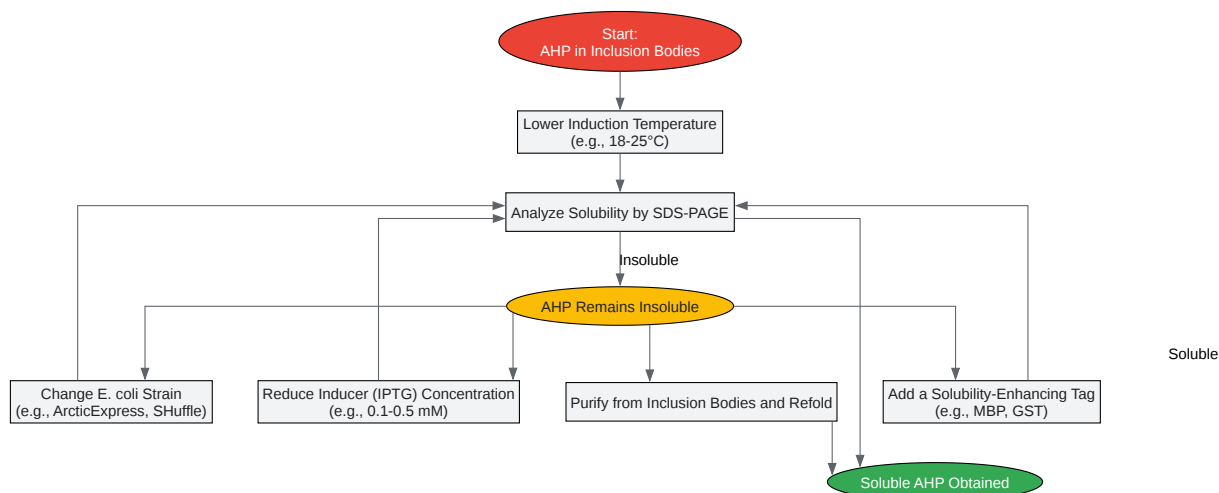 Start:
AHP in Inclusion Bodies
Lower Induction Temperature
(e.g., 18-25°C)
Analyze Solubility by SDS-PAGE
Insoluble
AHP Remains Insoluble
Soluble
Change E. coli Strain
(e.g., ArcticExpress, SHuffle)
Reduce Inducer (IPTG) Concentration
(e.g., 0.1-0.5 mM)
Purify from Inclusion Bodies and Refold
Add a Solubility-Enhancing Tag
(e.g., MBP, GST)
Soluble AHP Obtained